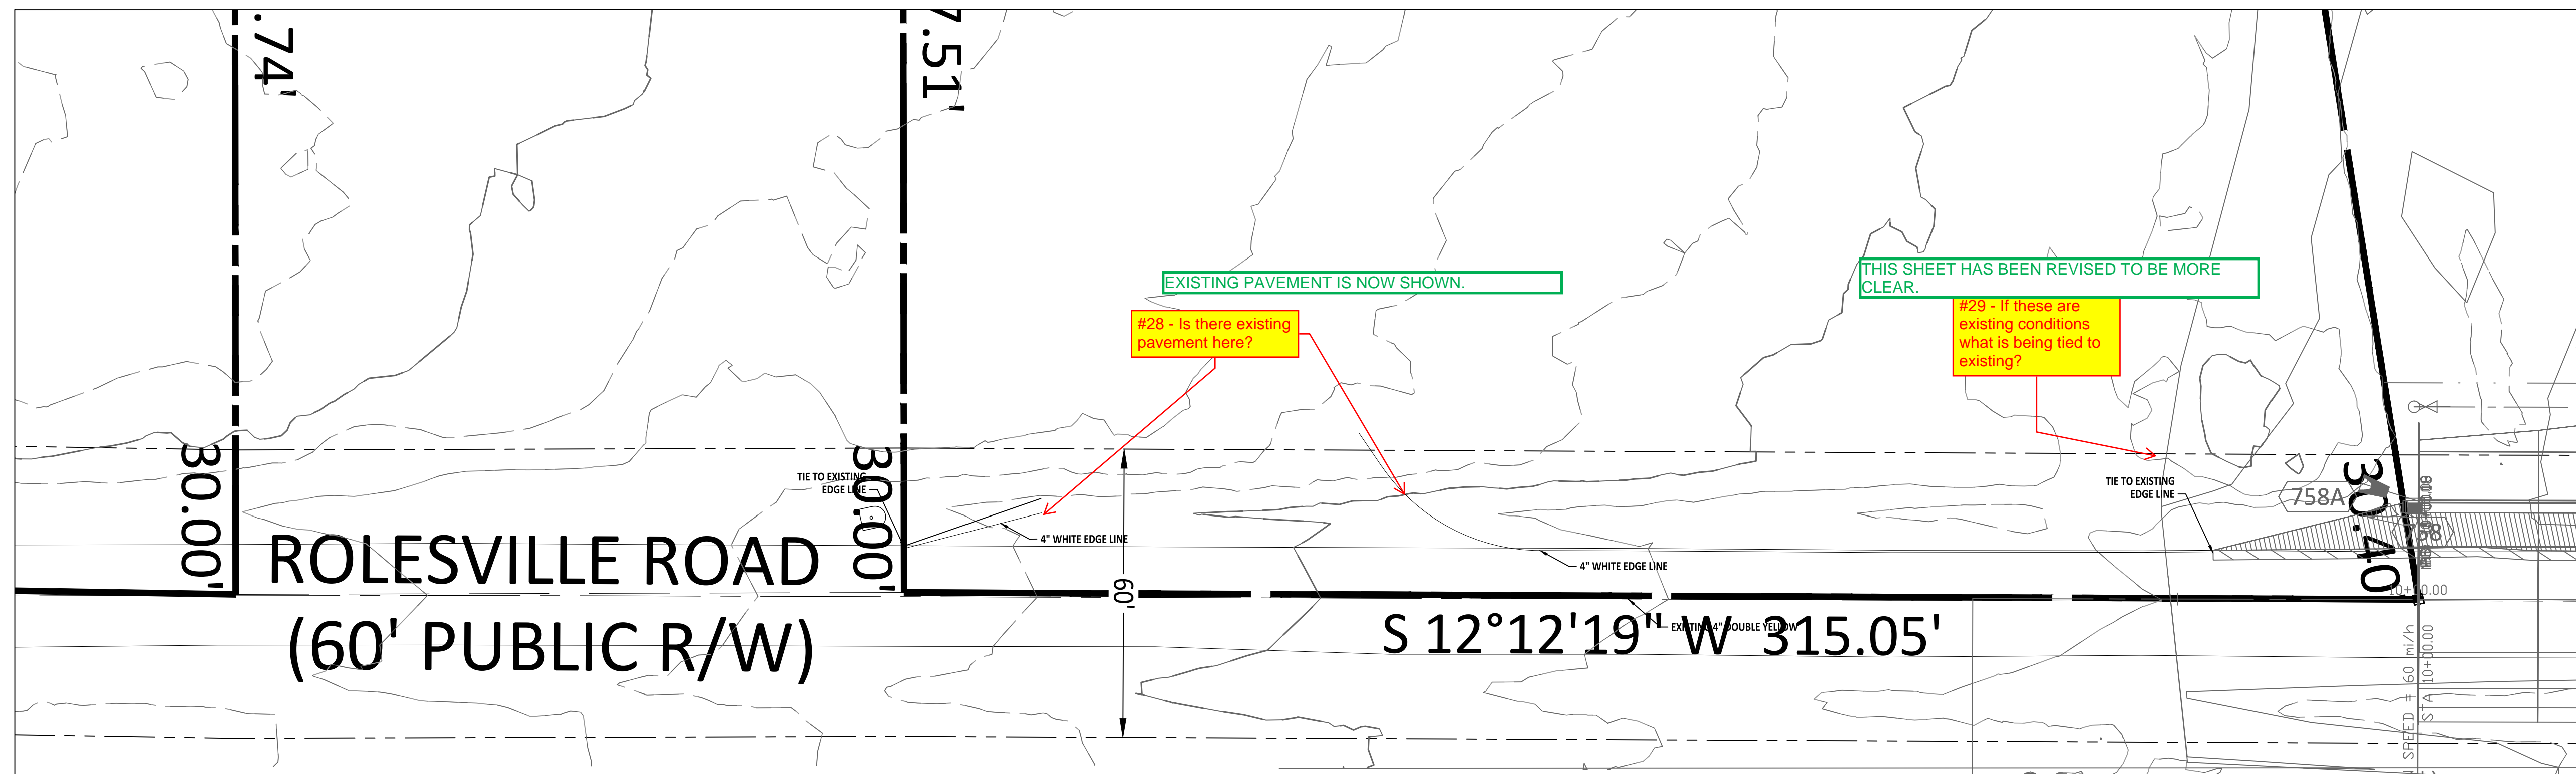 .74'
7.51'
EXISTING PAVEMENT IS NOW SHOWN.
THIS SHEET HAS BEEN REVISED TO BE MORE
CLEAR.
#28 - Is there existing
pavement here?
#29 - If these are
existing conditions
what is being tied to
existing?
30.00'
TIE TO EXISTING
EDGE LINE
30.00'
4" WHITE EDGE LINE
60'
4" WHITE EDGE LINE
TIE TO EXISTING
EDGE LINE
758A
30.40
ROLESVILLE ROAD
(60' PUBLIC R/W)
EXISTING 4" DOUBLE YELLOW
S 12°12'19" W 315.05'
10+00.00
SPEED = 60 mi/h
STA 10+00.00